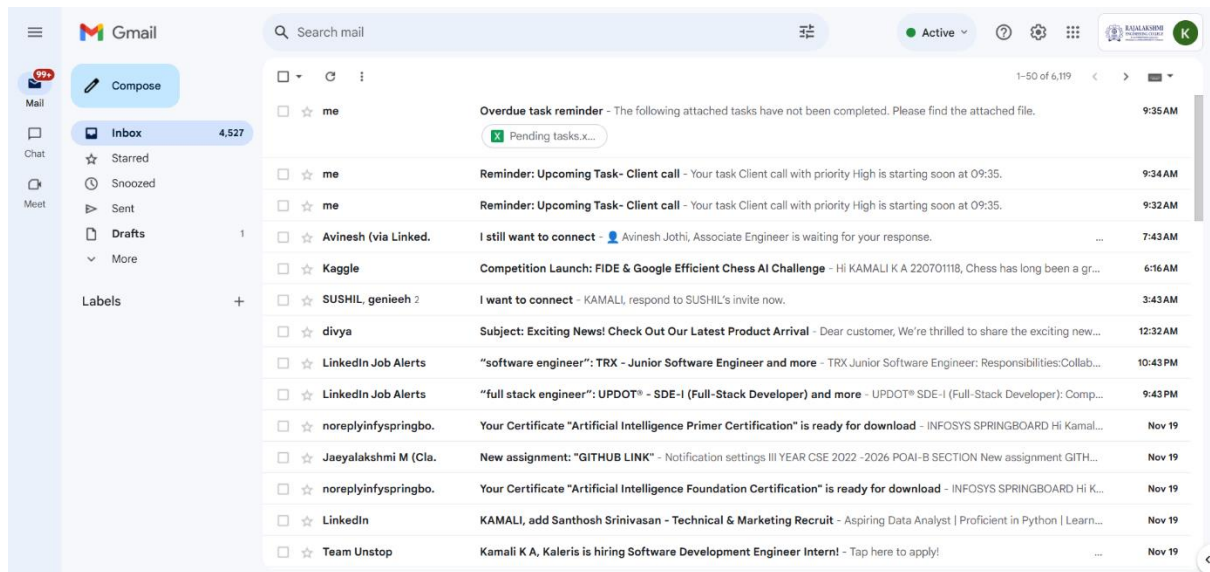 Gmail
Search mail
Active
RAJALAKSHMI
ENGINEERING COLLEGE
K
99+
Mail
Chat
Meet
Compose
Inbox 4,527
Starred
Snoozed
Sent
Drafts 1
More
Labels +
1–50 of 6,119
me Overdue task reminder - The following attached tasks have not been completed. Please find the attached file. 9:35 AM
X Pending tasks.x...
me Reminder: Upcoming Task- Client call - Your task Client call with priority High is starting soon at 09:35. 9:34 AM
me Reminder: Upcoming Task- Client call - Your task Client call with priority High is starting soon at 09:35. 9:32 AM
Avinesh (via Linked. I still want to connect - Avinesh Jothi, Associate Engineer is waiting for your response. ... 7:43 AM
Kaggle Competition Launch: FIDE & Google Efficient Chess AI Challenge - Hi KAMALI K A 220701118, Chess has long been a gr... 6:16 AM
SUSHIL, genieeh 2 I want to connect - KAMALI, respond to SUSHIL's invite now. 3:43 AM
divya Subject: Exciting News! Check Out Our Latest Product Arrival - Dear customer, We're thrilled to share the exciting new... 12:32 AM
LinkedIn Job Alerts “software engineer”: TRX - Junior Software Engineer and more - TRX Junior Software Engineer: Responsibilities:Collab... 10:43 PM
LinkedIn Job Alerts “full stack engineer”: UPDOT® - SDE-I (Full-Stack Developer) and more - UPDOT® SDE-I (Full-Stack Developer): Comp... 9:43 PM
noreplyinfyspringbo. Your Certificate "Artificial Intelligence Primer Certification" is ready for download - INFOSYS SPRINGBOARD Hi Kamal... Nov 19
Jaeyalakshmi M (Cla. New assignment: "GITHUB LINK" - Notification settings III YEAR CSE 2022 -2026 POAI-B SECTION New assignment GITH... Nov 19
noreplyinfyspringbo. Your Certificate "Artificial Intelligence Foundation Certification" is ready for download - INFOSYS SPRINGBOARD Hi K... Nov 19
LinkedIn KAMALI, add Santhosh Srinivasan - Technical & Marketing Recruit - Aspiring Data Analyst | Proficient in Python | Learn... Nov 19
Team Unstop Kamali K A, Kaleris is hiring Software Development Engineer Intern! - Tap here to apply! ... Nov 19